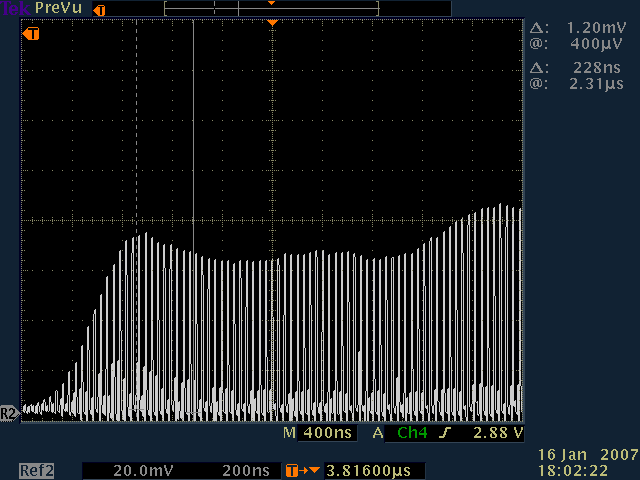 Tek PreVu T
T
Δ: 1.20mV
@: 400µV
Δ: 228ns
@: 2.31µs
R2
M 400ns A Ch4 2.88 V
16 Jan 2007
18:02:22
Ref2 20.0mV 200ns T 3.81600µs